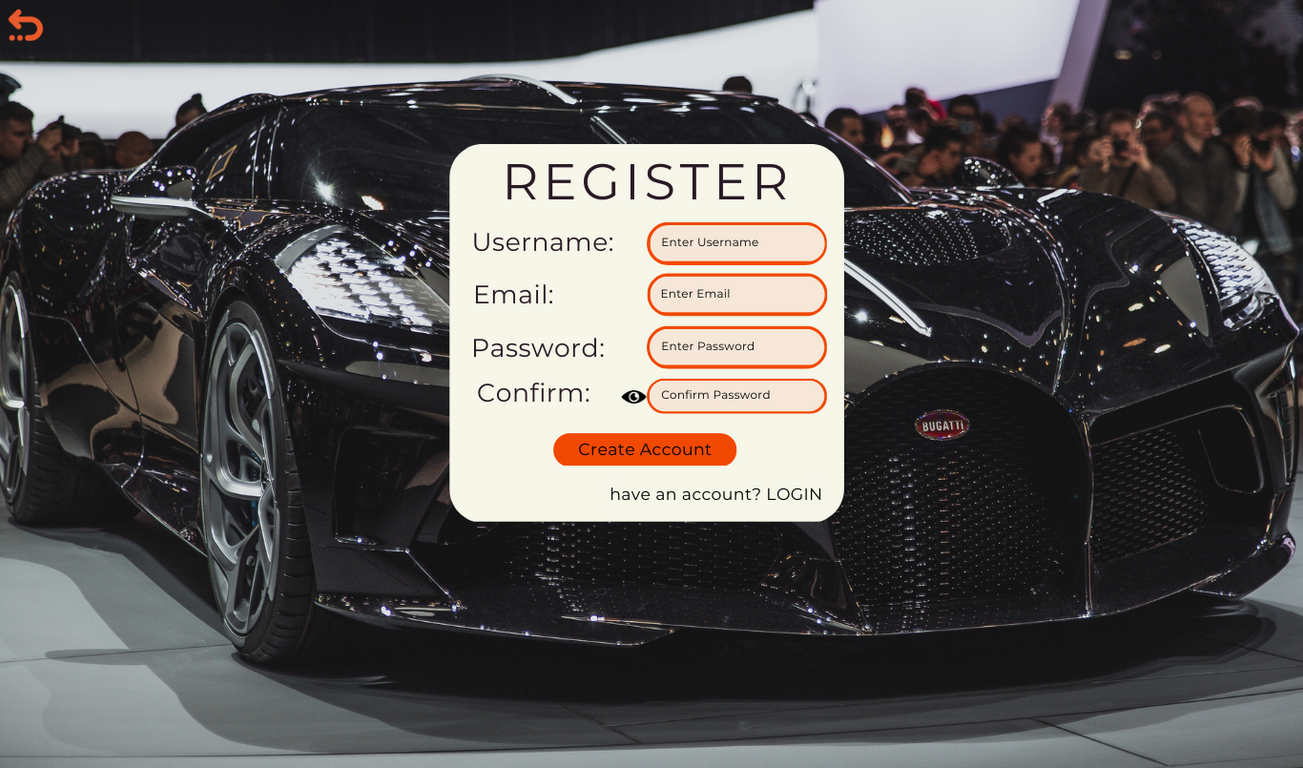 REGISTER
Username:
Enter Username
Email:
Enter Email
Password:
Enter Password
Confirm:
Confirm Password
BUGATTI
Create Account
have an account? LOGIN